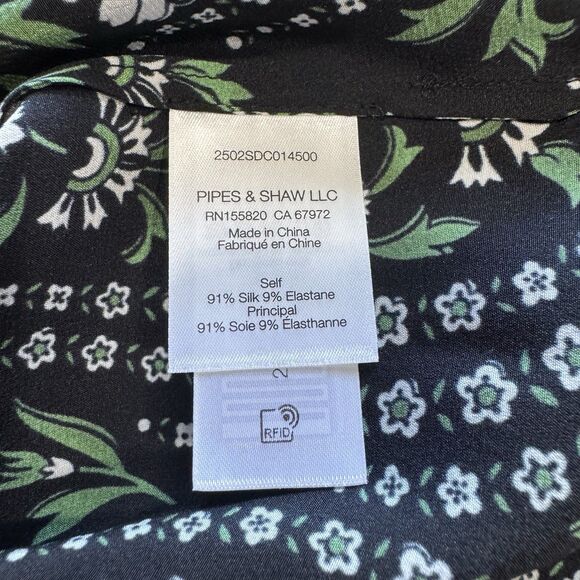 2502SDC014500
PIPES & SHAW LLC
RN155820 CA 67972
Made in China
Fabriqué en Chine
Self
91% Silk 9% Elastane
Principal
91% Soie 9% Élasthanne
2
RFID